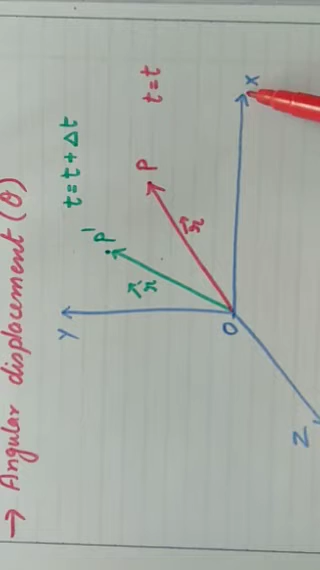 → Angular displacement (θ)
Y
t = t + Δt
P'
r⃗
P
t = t
r⃗
O
X
Z